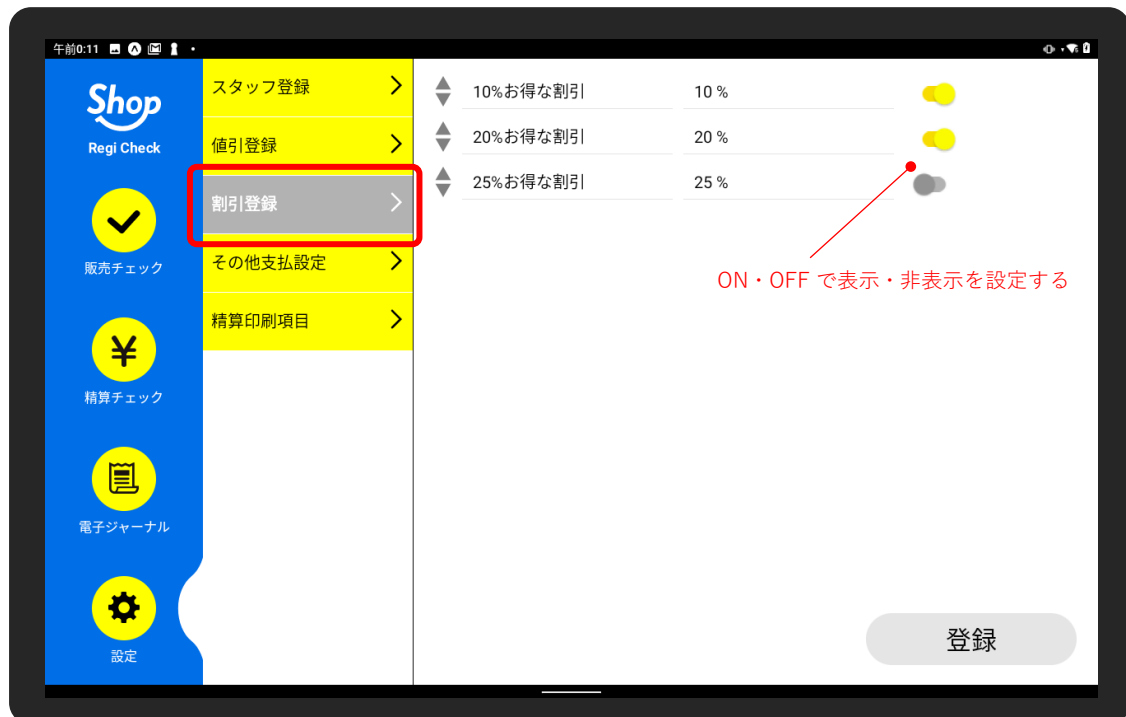 午前0:11
Shop
Regi Check
販売チェック
精算チェック
電子ジャーナル
設定
スタッフ登録
値引登録
割引登録
その他支払設定
精算印刷項目
10%お得な割引 10 %
20%お得な割引 20 %
25%お得な割引 25 %
ON・OFF で表示・非表示を設定する
登録